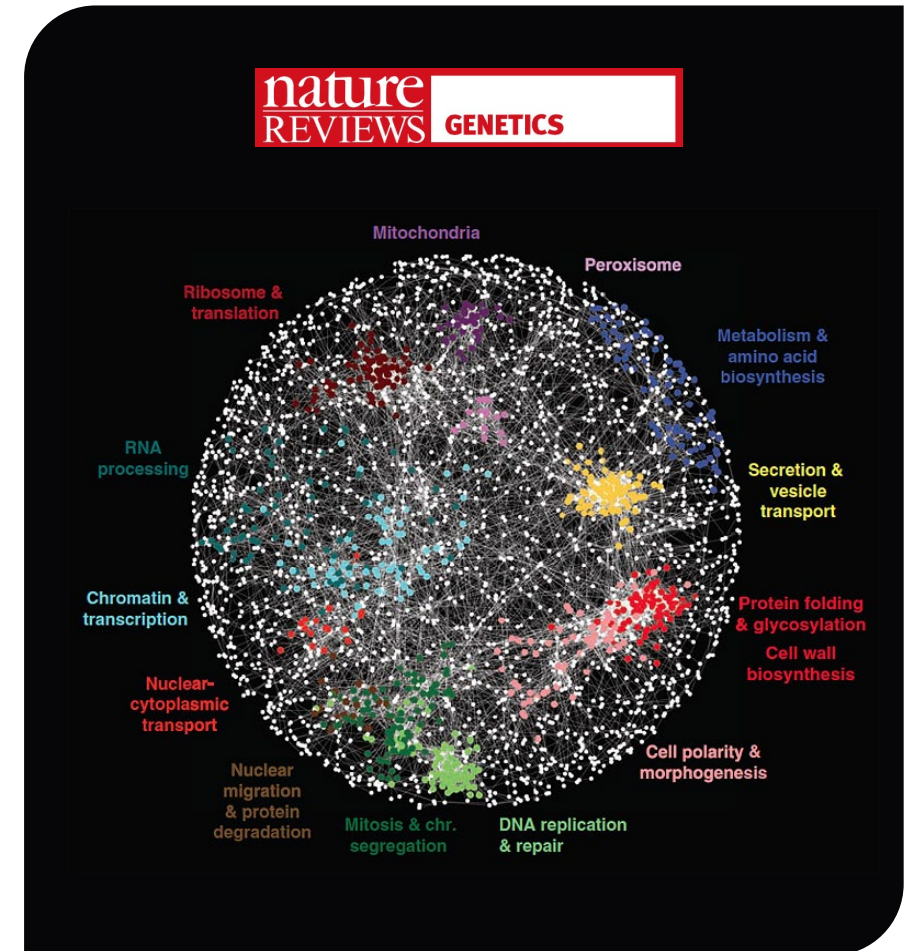 nature
REVIEWS
GENETICS
Mitochondria
Peroxisome
Ribosome &
translation
Metabolism &
amino acid
biosynthesis
RNA
processing
Secretion &
vesicle
transport
Chromatin &
transcription
Protein folding
& glycosylation
Cell wall
biosynthesis
Nuclear-
cytoplasmic
transport
Cell polarity &
morphogenesis
Nuclear
migration
& protein
degradation
Mitosis & chr.
segregation
DNA replication
& repair